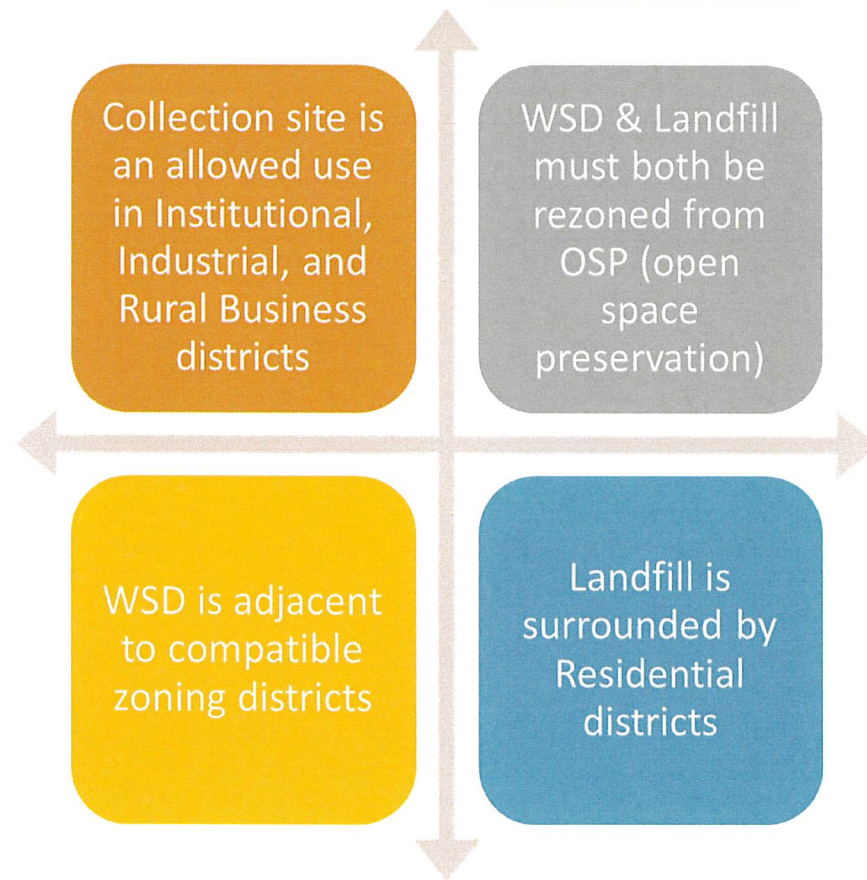 Collection site is
an allowed use
in Institutional,
Industrial, and
Rural Business
districts
WSD & Landfill
must both be
rezoned from
OSP (open
space
preservation)
WSD is adjacent
to compatible
zoning districts
Landfill is
surrounded by
Residential
districts